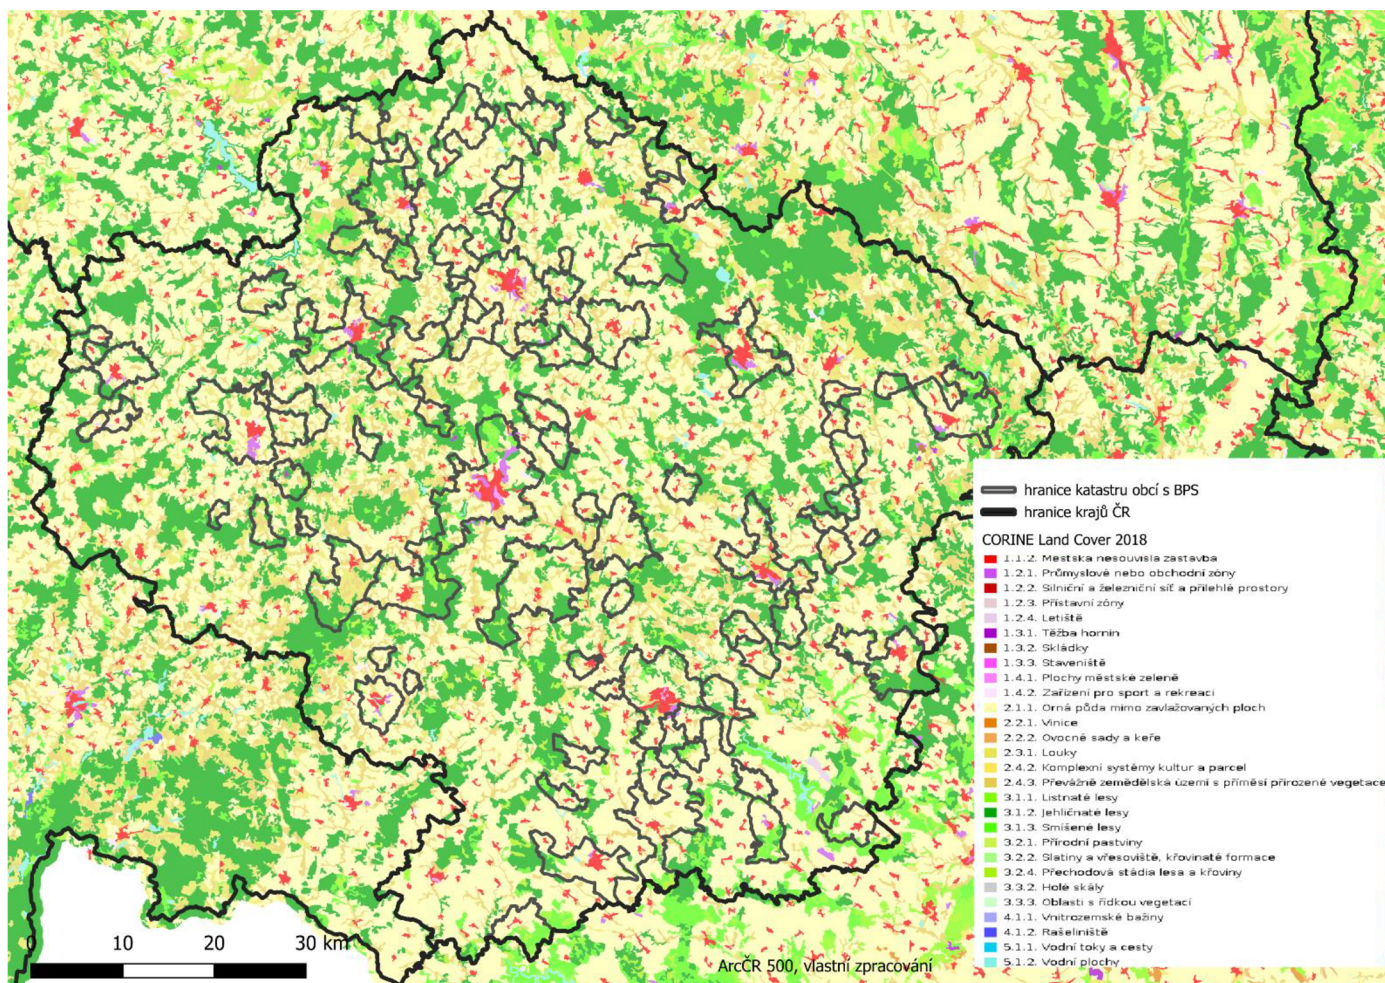 hranice katastru obcí s BPS
hranice krajů ČR
CORINE Land Cover 2018
1.1.2. Mestska nesouvisla zastavba
1.2.1. Průmyslové nebo obchodní zóny
1.2.2. Silniční a železniční síť a přilehlé prostory
1.2.3. Přístavní zóny
1.2.4. Letiště
1.3.1. Těžba hornin
1.3.2. Skládky
1.3.3. Staveniště
1.4.1. Plochy městské zeleně
1.4.2. Zařízení pro sport a rekreaci
2.1.1. Orná půda mimo zavlažovaných ploch
2.2.1. Vinice
2.2.2. Ovocné sady a keře
2.3.1. Louky
2.4.2. Komplexní systémy kultur a parcel
2.4.3. Převážně zemědělská území s příměsí přirozené vegetace
3.1.1. Listnaté lesy
3.1.2. Jehličnaté lesy
3.1.3. Smíšené lesy
3.2.1. Přírodní pastviny
3.2.2. Slatiny a vřesoviště, křovinaté formace
3.2.4. Přechodová stádia lesa a křoviny
3.3.2. Holé skály
3.3.3. Oblasti s řídkou vegetací
4.1.1. Vnitrozemské bažiny
4.1.2. Rašeliniště
5.1.1. Vodní toky a cesty
5.1.2. Vodní plochy
0 10 20 30 km
ArcČR 500, vlastní zpracování